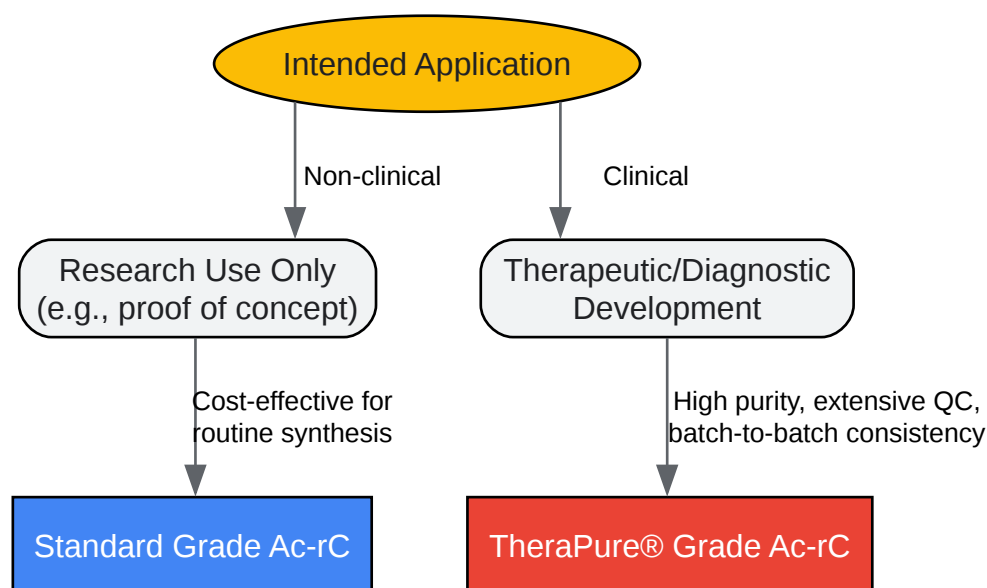 Intended Application
Non-clinical
Clinical
Research Use Only
(e.g., proof of concept)
Therapeutic/Diagnostic
Development
Cost-effective for
routine synthesis
High purity, extensive QC,
batch-to-batch consistency
Standard Grade Ac-rC
TheraPure® Grade Ac-rC